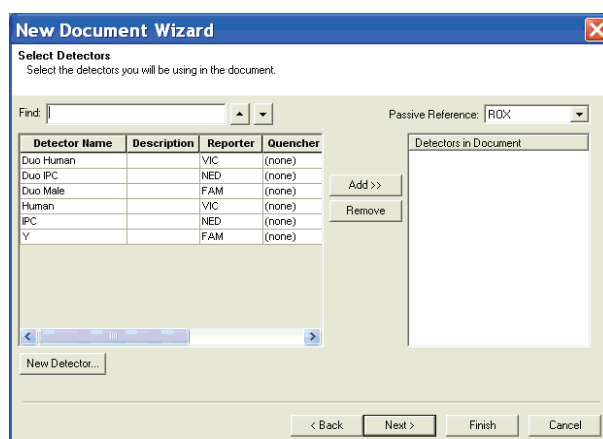 New Document Wizard
Select Detectors
Select the detectors you will be using in the document.
Find:
Passive Reference: ROX
Detector Name Description Reporter Quencher
Detectors in Document
Duo Human VIC (none)
Duo IPC NED (none)
Duo Male FAM (none)
Human VIC (none)
IPC NED (none)
Y FAM (none)
Add >>
Remove
New Detector...
< Back Next > Finish Cancel